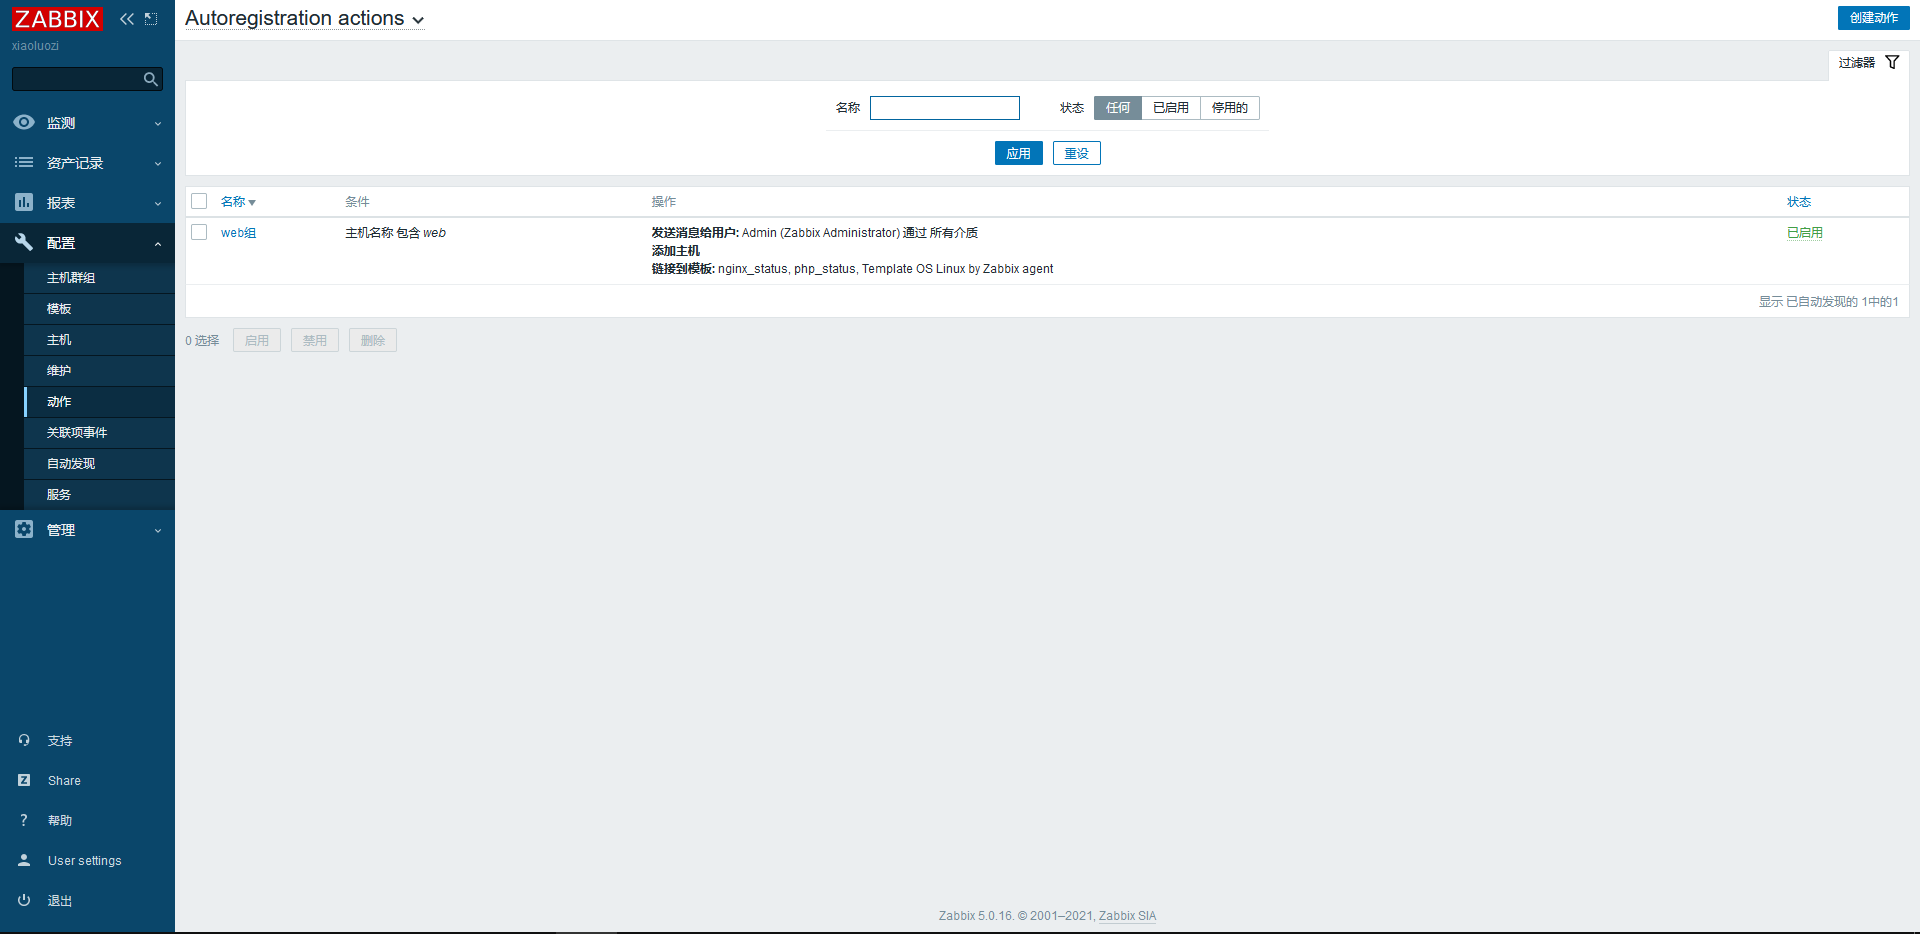 ZABBIX
xiaoluozi
监测
资产记录
报表
配置
主机群组
模板
主机
维护
动作
关联项事件
自动发现
服务
管理
支持
Share
帮助
User settings
退出
Autoregistration actions
创建动作
过滤器
名称 状态 任何 已启用 停用的
应用 重设
名称 条件 操作 状态
web组 主机名称 包含 web 发送消息给用户: Admin (Zabbix Administrator) 通过 所有介质 已启用
添加主机
链接到模板: nginx_status, php_status, Template OS Linux by Zabbix agent
显示 已自动发现的 1中的1
0 选择 启用 禁用 删除
Zabbix 5.0.16. © 2001–2021, Zabbix SIA